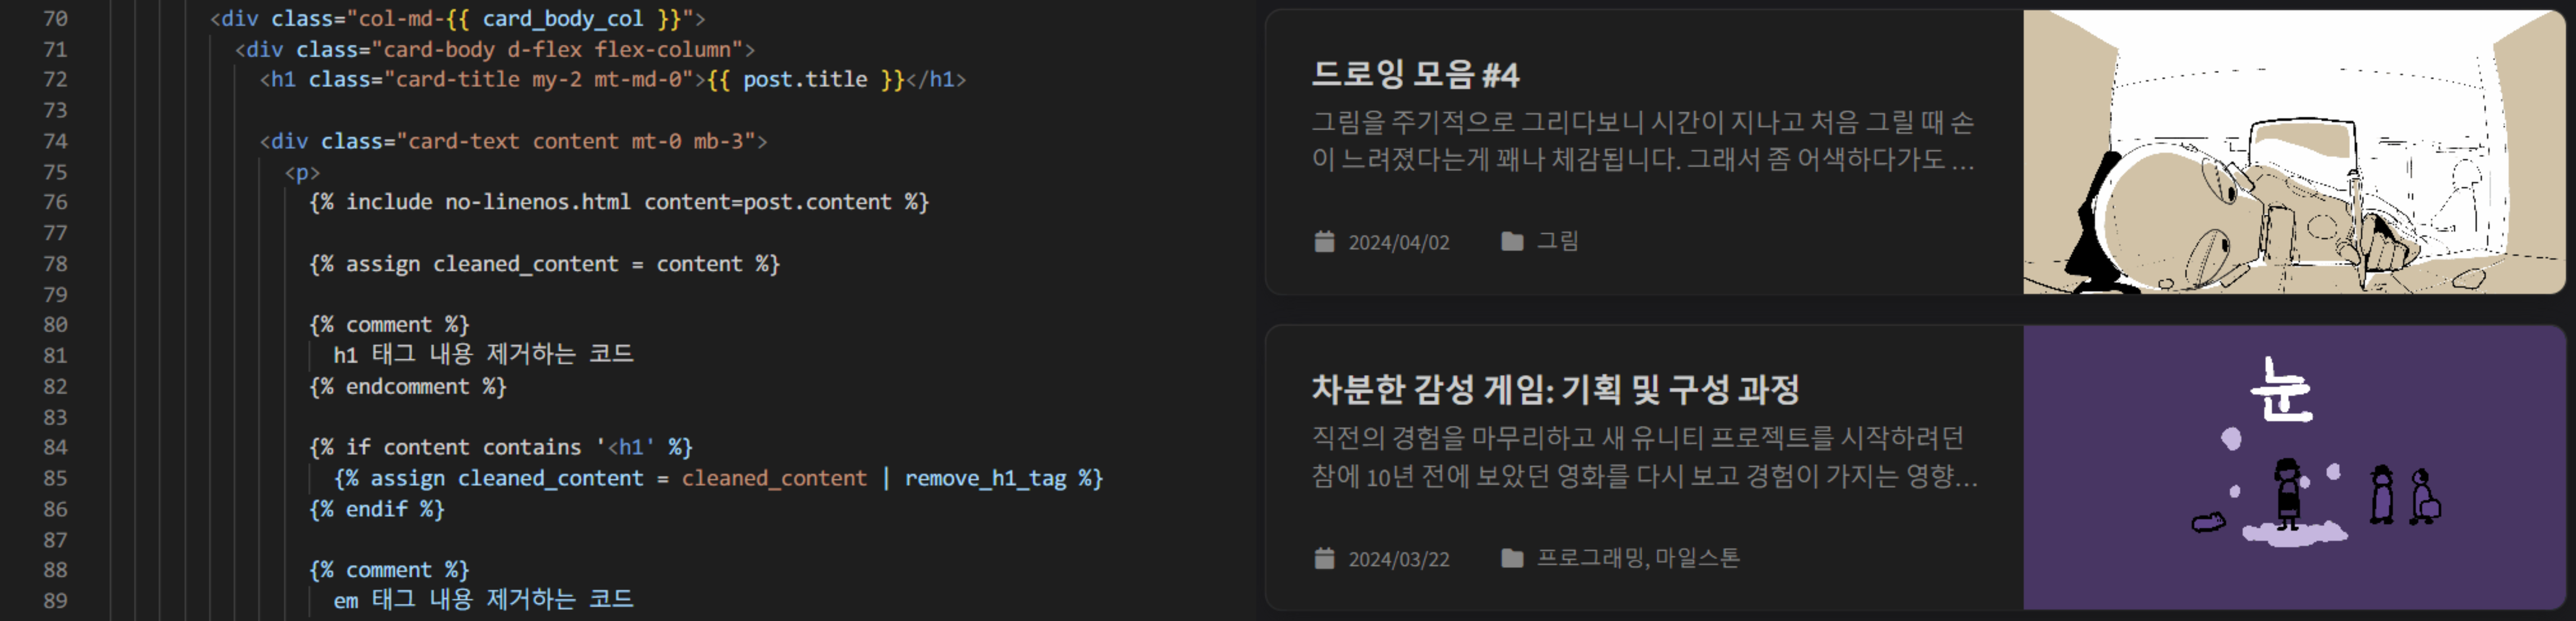 70 <div class="col-md-{{ card_body_col }}">
71 <div class="card-body d-flex flex-column">
72 <h1 class="card-title my-2 mt-md-0">{{ post.title }}</h1>
73
74 <div class="card-text content mt-0 mb-3">
75 <p>
76 {% include no-linenos.html content=post.content %}
77
78 {% assign cleaned_content = content %}
79
80 {% comment %}
81 h1 태그 내용 제거하는 코드
82 {% endcomment %}
83
84 {% if content contains '<h1' %}
85 {% assign cleaned_content = cleaned_content | remove_h1_tag %}
86 {% endif %}
87
88 {% comment %}
89 em 태그 내용 제거하는 코드
드로잉 모음 #4
그림을 주기적으로 그리다보니 시간이 지나고 처음 그릴 때 손
이 느려졌다는게 꽤나 체감됩니다. 그래서 좀 어색하다가도 ...
2024/04/02 그림
차분한 감성 게임: 기획 및 구성 과정
직전의 경험을 마무리하고 새 유니티 프로젝트를 시작하려던
참에 10년 전에 보았던 영화를 다시 보고 경험이 가지는 영향...
2024/03/22 프로그래밍, 마일스톤
눈